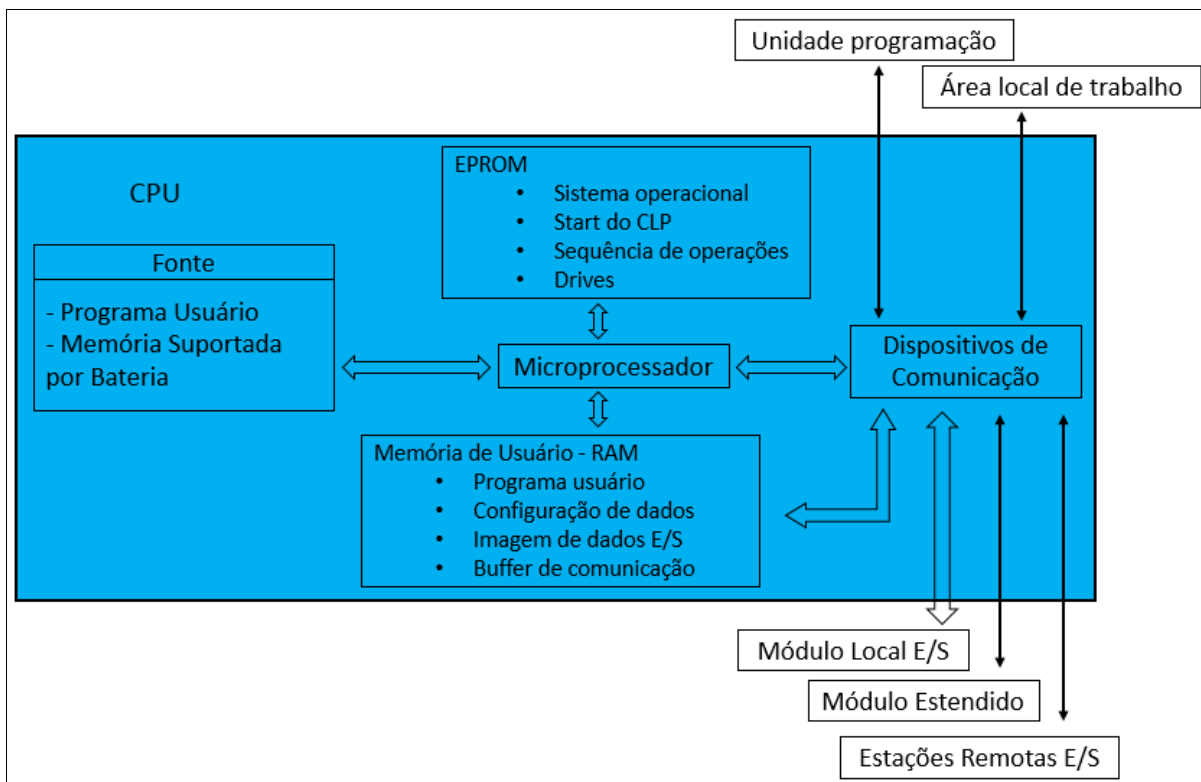 Unidade programação
Área local de trabalho
CPU
EPROM
• Sistema operacional
• Start do CLP
• Sequência de operações
• Drives
Fonte
- Programa Usuário
- Memória Suportada
por Bateria
Microprocessador
Dispositivos de
Comunicação
Memória de Usuário - RAM
• Programa usuário
• Configuração de dados
• Imagem de dados E/S
• Buffer de comunicação
Módulo Local E/S
Módulo Estendido
Estações Remotas E/S